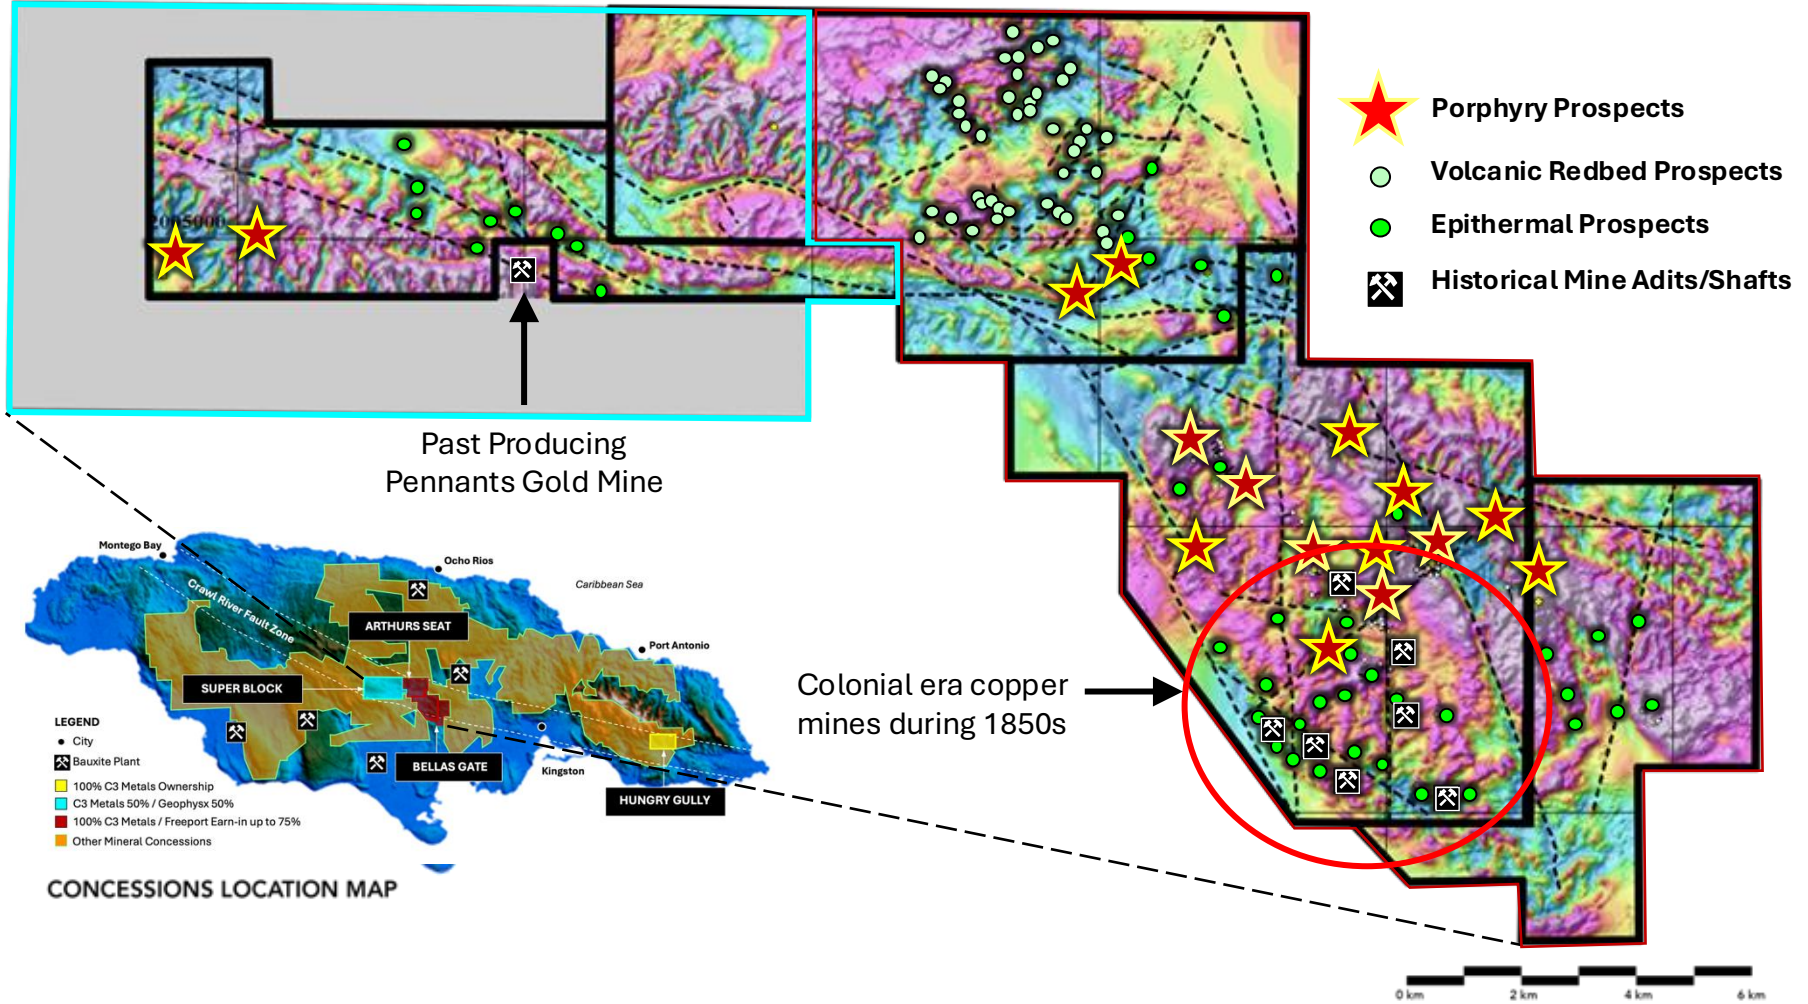 Porphyry Prospects
Volcanic Redbed Prospects
Epithermal Prospects
Historical Mine Adits/Shafts
Past Producing
Pennants Gold Mine
Colonial era copper
mines during 1850s
Montego Bay
Ocho Rios
Caribbean Sea
Crawl River Fault Zone
ARTHURS SEAT
Port Antonio
SUPER BLOCK
BELLAS GATE
Kingston
HUNGRY GULLY
LEGEND
City
Bauxite Plant
100% C3 Metals Ownership
C3 Metals 50% / Geophysx 50%
100% C3 Metals / Freeport Earn-in up to 75%
Other Mineral Concessions
CONCESSIONS LOCATION MAP
0 km 2 km 4 km 6 km